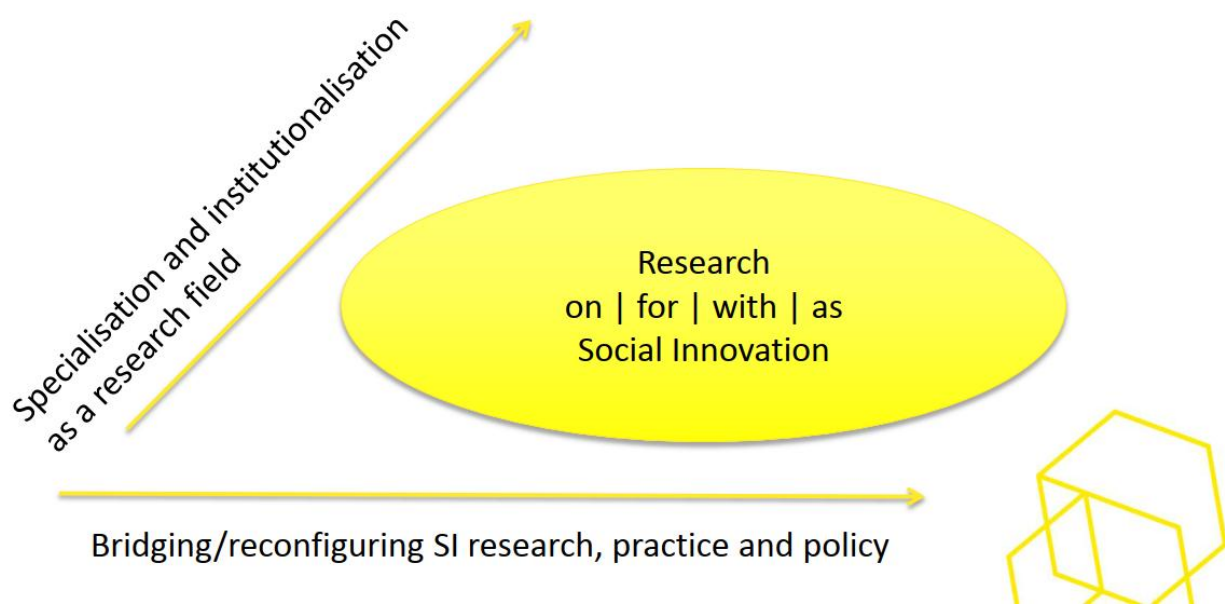 Specialisation and institutionalisation
as a research field
Research
on | for | with | as
Social Innovation
Bridging/reconfiguring SI research, practice and policy